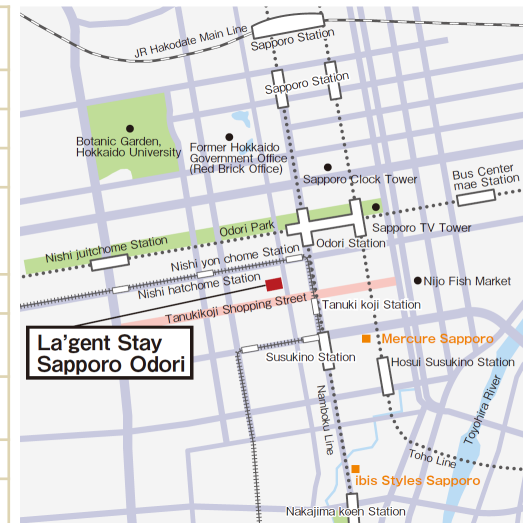 JR Hakodate Main Line
Sapporo Station
Sapporo Station
Botanic Garden,
Hokkaido University
Former Hokkaido
Government Office
(Red Brick Office)
Sapporo Clock Tower
Bus Center
mae Station
Odori Park
Sapporo TV Tower
Nishi juitchome Station
Odori Station
Nishi yon chome Station
Nishi hatchome Station
Nijo Fish Market
Tanukikoji Shopping Street
Tanuki koji Station
La'gent Stay
Sapporo Odori
Mercure Sapporo
Susukino Station
Hosui Susukino Station
Namboku Line
Toyohira River
Toho Line
ibis Styles Sapporo
Nakajima koen Station